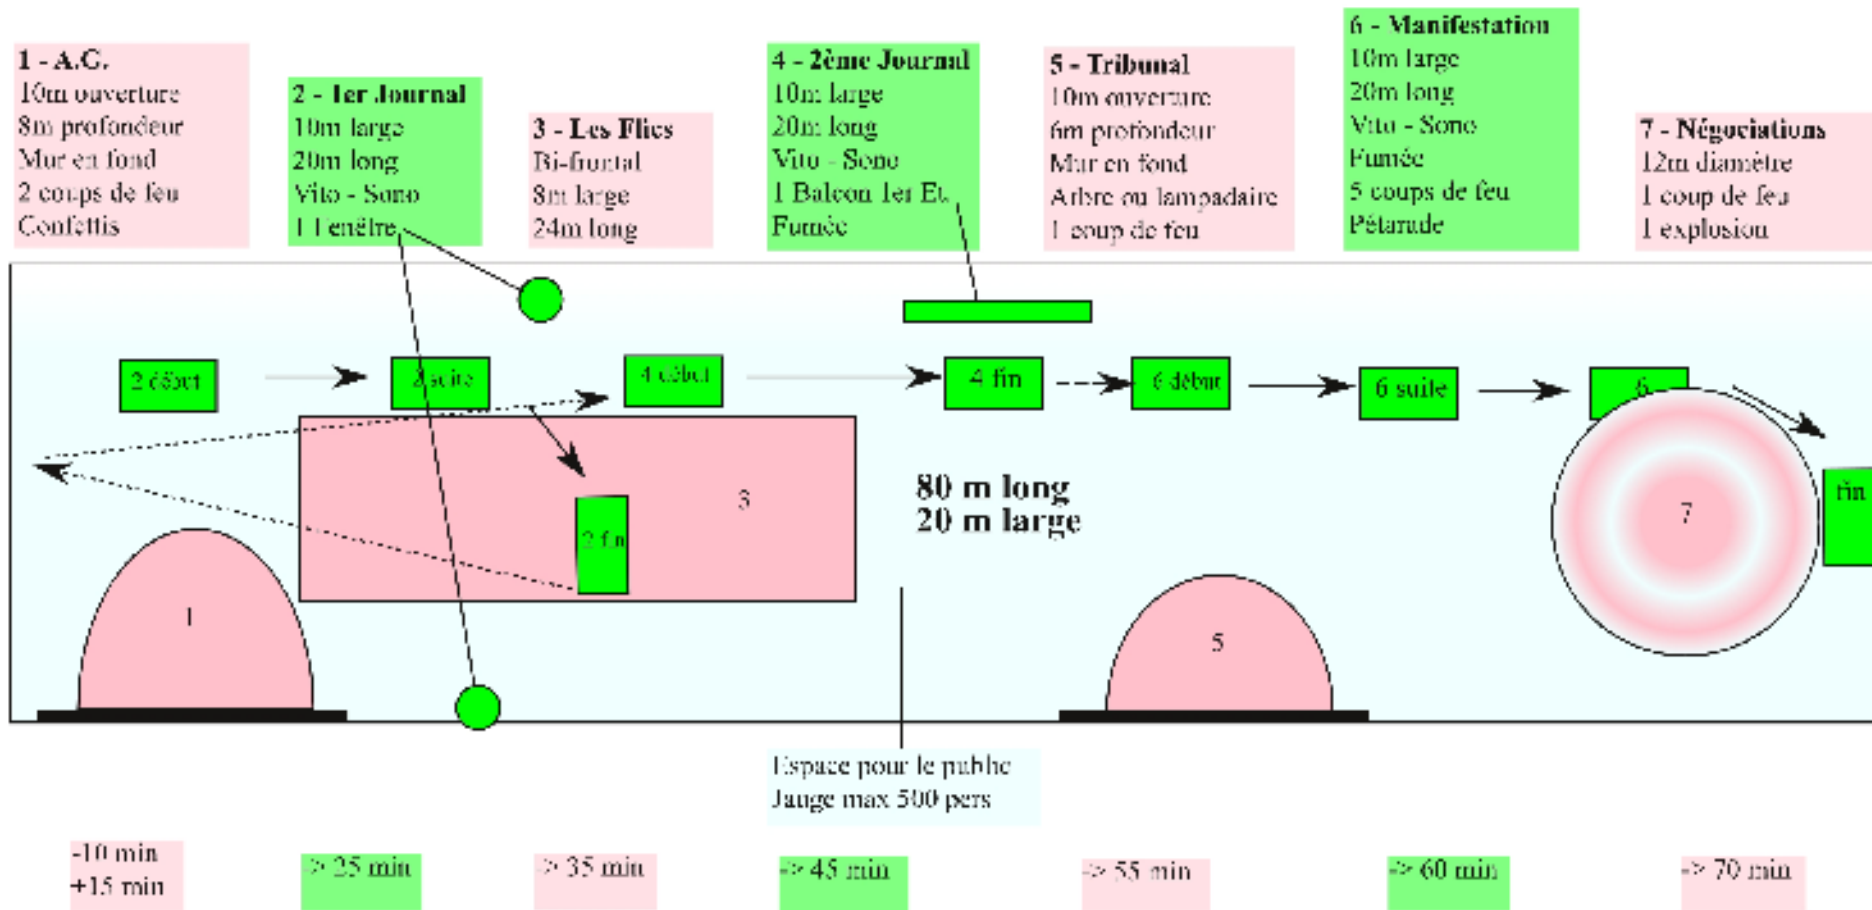 1 - A.G.
10m ouverture
8m profondeur
Mur en fond
2 coups de feu
Confettis
2 - 1er Journal
10m large
20m long
Vito - Sono
1 Fenêtre
3 - Les Flics
Bi-frontal
8m large
24m long
4 - 2ème Journal
10m large
20m long
Vito - Sono
1 Balcon 1er Et.
Fumée
5 - Tribunal
10m ouverture
6m profondeur
Mur en fond
Arbre ou lampadaire
1 coup de feu
6 - Manifestation
10m large
20m long
Vito - Sono
Fumée
5 coups de feu
Pétarade
7 - Négociations
12m diamètre
1 coup de feu
1 explosion
2 début
2 suite
4 début
4 fin
6 début
6 suite
6
fin
2 fin
3
80 m long
20 m large
7
1
5
Espace pour le public
Jauge max 500 pers
-10 min
+15 min
-> 25 min
-> 35 min
-> 45 min
-> 55 min
-> 60 min
-> 70 min